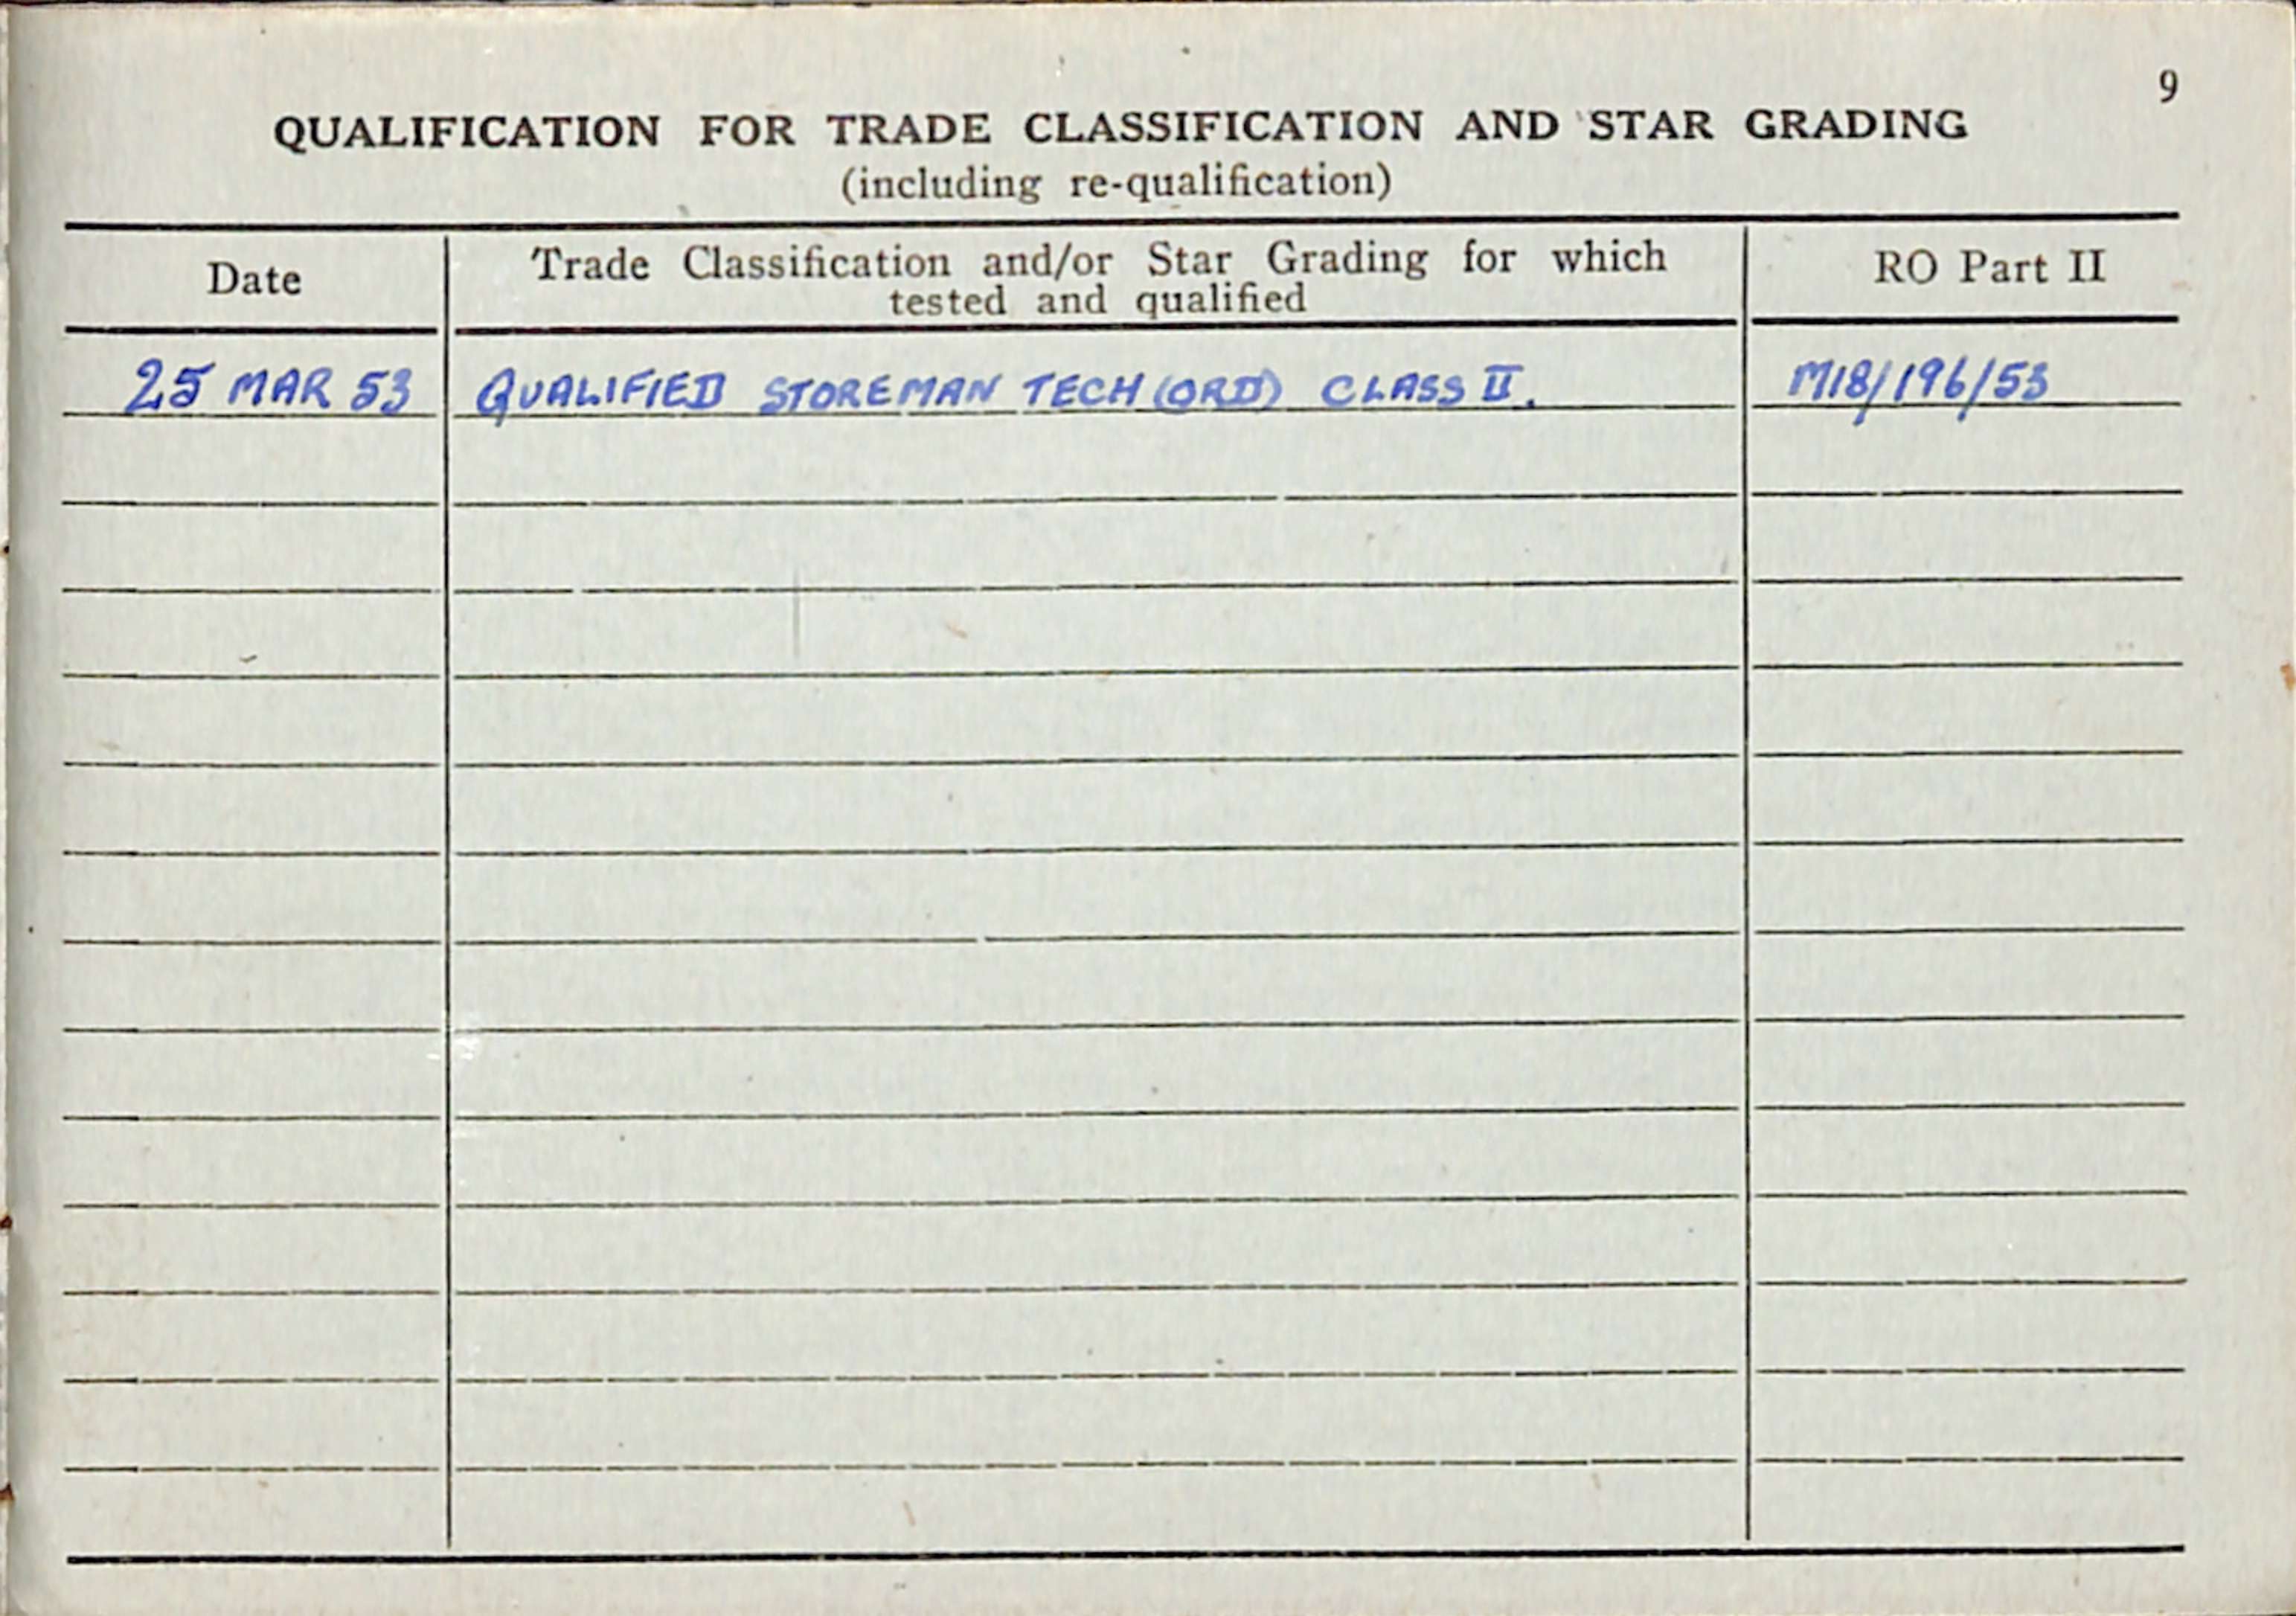 9
QUALIFICATION FOR TRADE CLASSIFICATION AND STAR GRADING
(including re-qualification)
Date
Trade Classification and/or Star Grading for which
tested and qualified
RO Part II
25 MAR 53 QUALIFIED STOREMAN TECH (ORD) CLASS II. M18/196/53